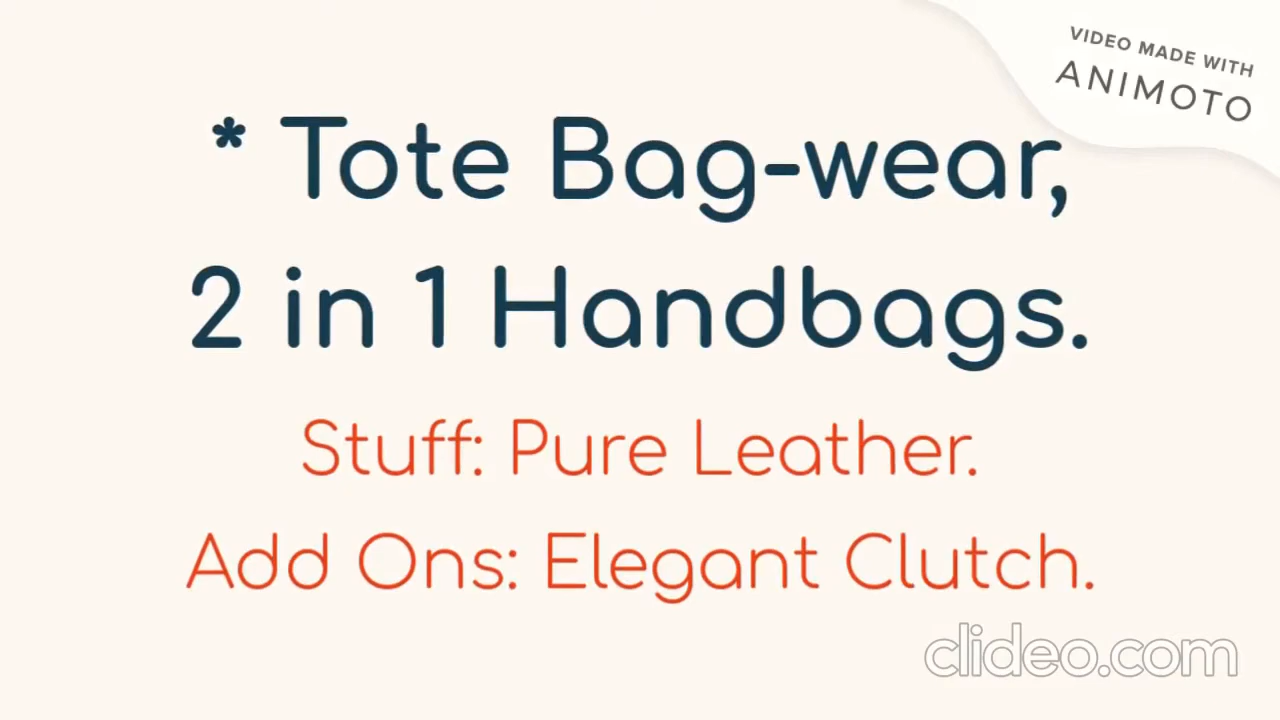 VIDEO MADE WITH
ANIMOTO
* Tote Bag-wear,
2 in 1 Handbags.
Stuff: Pure Leather.
Add Ons: Elegant Clutch.
clideo.com